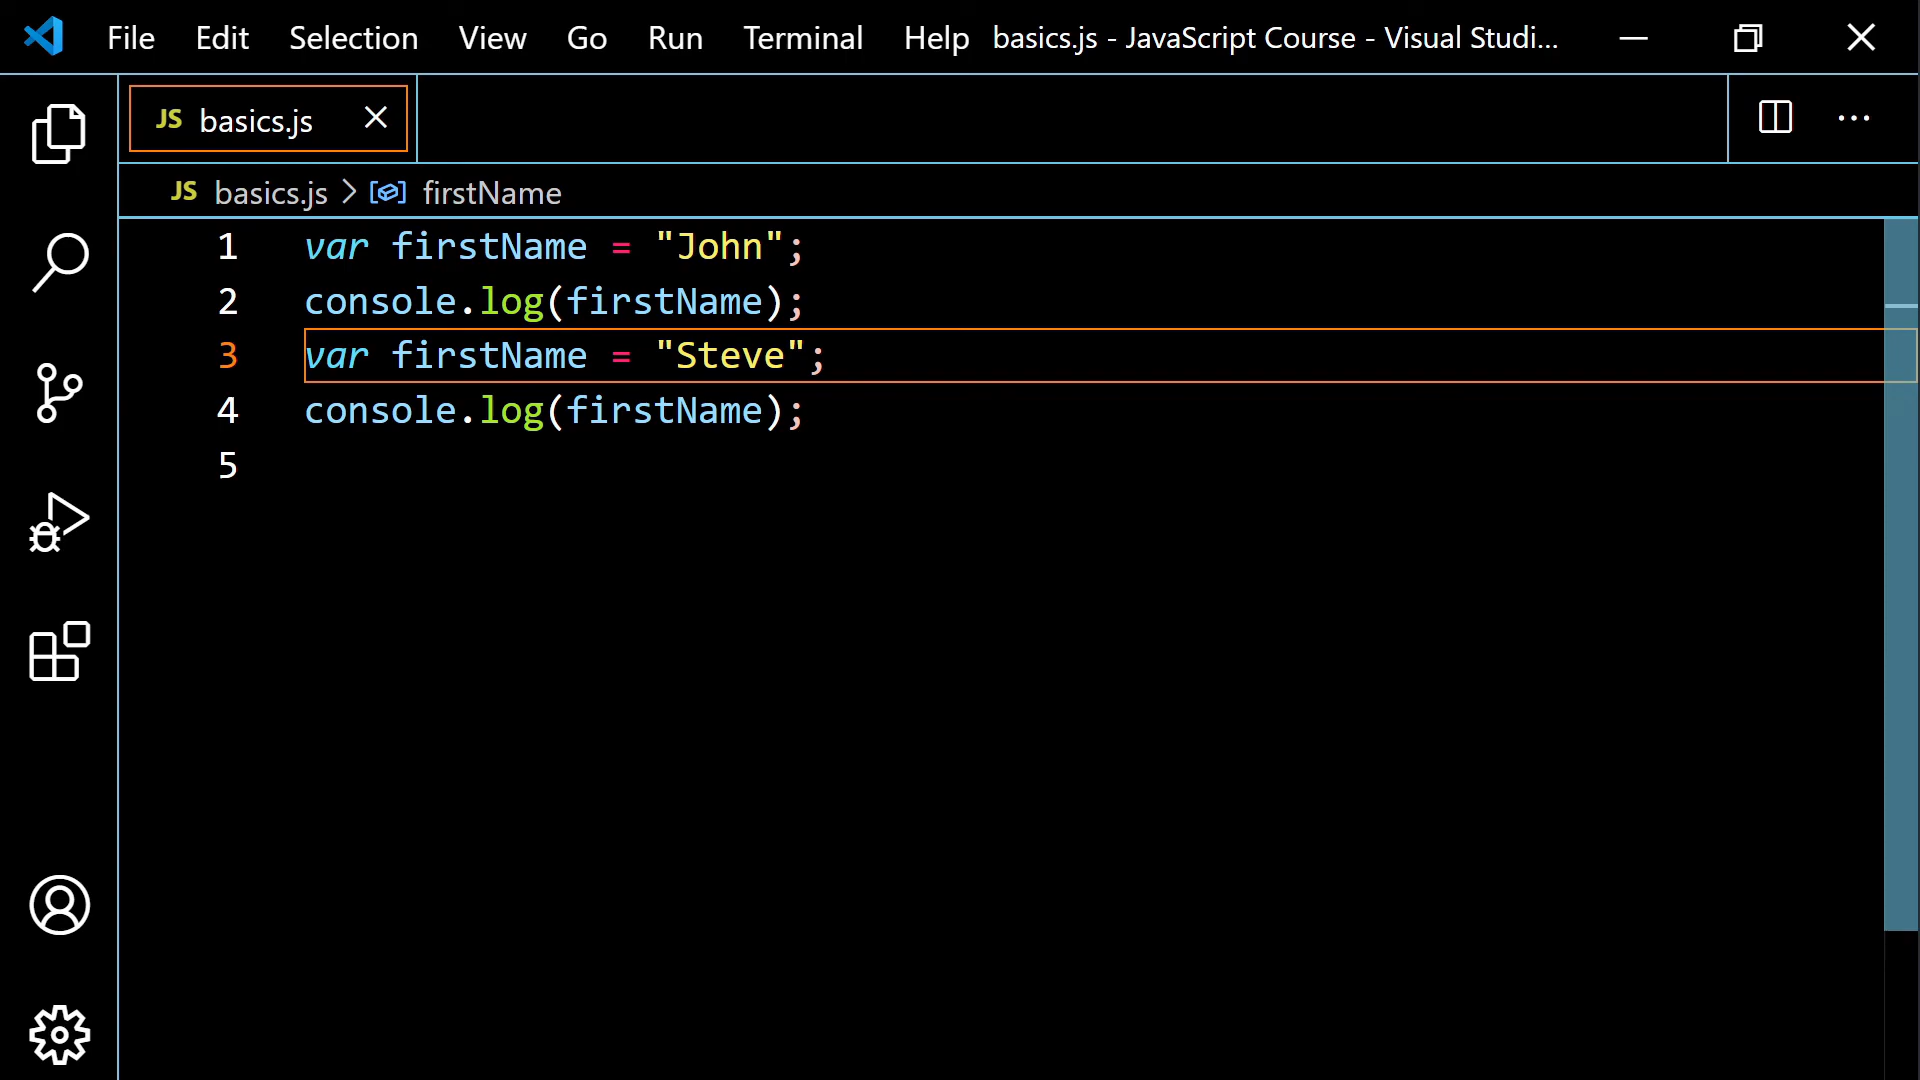 File Edit Selection View Go Run Terminal Help basics.js - JavaScript Course - Visual Studi...
JS basics.js
JS basics.js > firstName
1 var firstName = "John";
2 console.log(firstName);
3 var firstName = "Steve";
4 console.log(firstName);
5